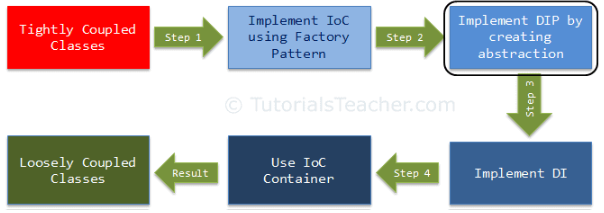 Tightly Coupled
Classes
Step 1
Implement IoC
using Factory
Pattern
Step 2
Implement DIP by
creating
abstraction
Step 3
© TutorialsTeacher.com
Implement DI
Step 4
Use IoC
Container
Result
Loosely Coupled
Classes